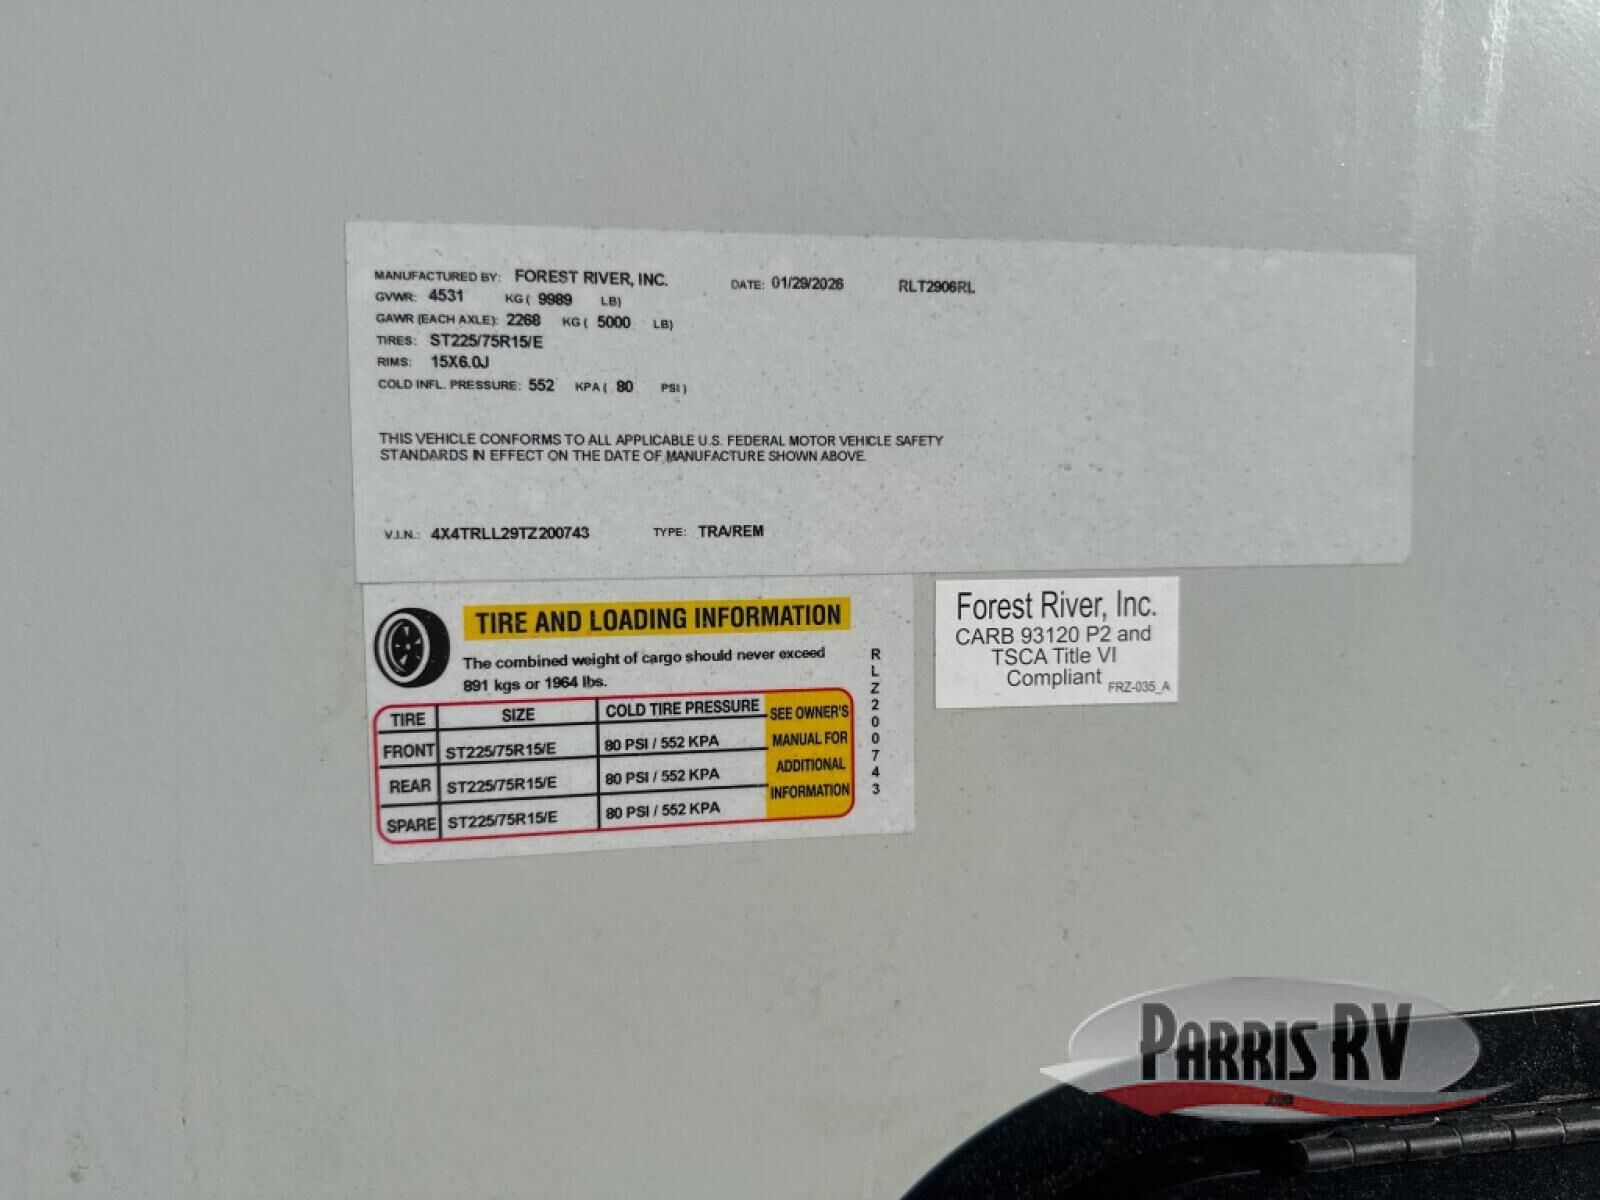 MANUFACTURED BY: FOREST RIVER, INC. DATE: 01/29/2026 RLT2906RL
GVWR: 4531 KG ( 9989 LB)
GAWR (EACH AXLE): 2268 KG ( 5000 LB)
TIRES: ST225/75R15/E
RIMS: 15X6.0J
COLD INFL. PRESSURE: 552 KPA ( 80 PSI )
THIS VEHICLE CONFORMS TO ALL APPLICABLE U.S. FEDERAL MOTOR VEHICLE SAFETY
STANDARDS IN EFFECT ON THE DATE OF MANUFACTURE SHOWN ABOVE.
V.I.N.: 4X4TRLL29TZ200743 TYPE: TRA/REM
TIRE AND LOADING INFORMATION
The combined weight of cargo should never exceed
891 kgs or 1964 lbs.
TIRE SIZE COLD TIRE PRESSURE
FRONT ST225/75R15/E 80 PSI / 552 KPA
REAR ST225/75R15/E 80 PSI / 552 KPA
SPARE ST225/75R15/E 80 PSI / 552 KPA
SEE OWNER'S
MANUAL FOR
ADDITIONAL
INFORMATION
RLZ200743
Forest River, Inc.
CARB 93120 P2 and
TSCA Title VI
Compliant FRZ-035_A
PARRIS RV
.COM